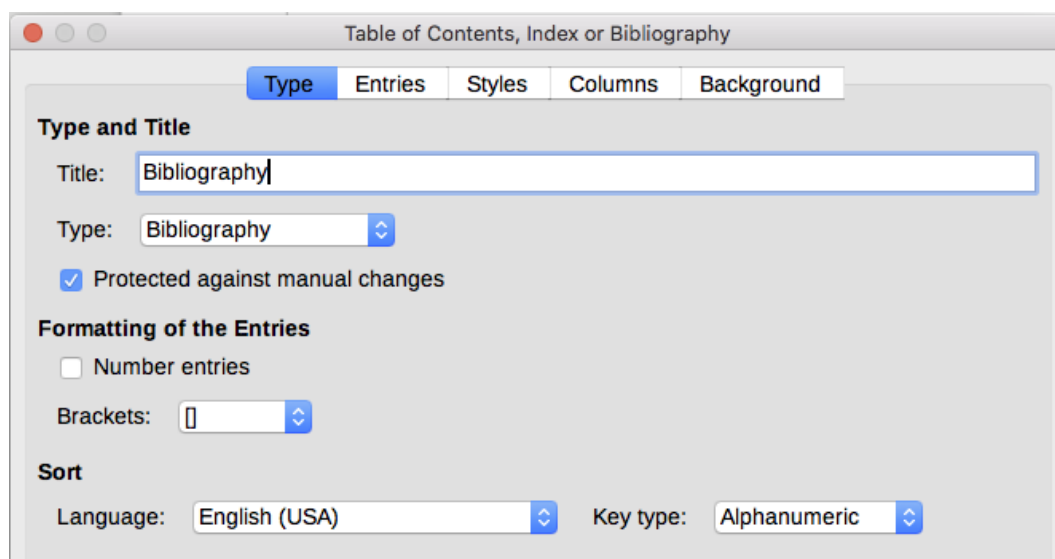 Table of Contents, Index or Bibliography
Type Entries Styles Columns Background
Type and Title
Title: Bibliography
Type: Bibliography
Protected against manual changes
Formatting of the Entries
Number entries
Brackets: []
Sort
Language: English (USA) Key type: Alphanumeric